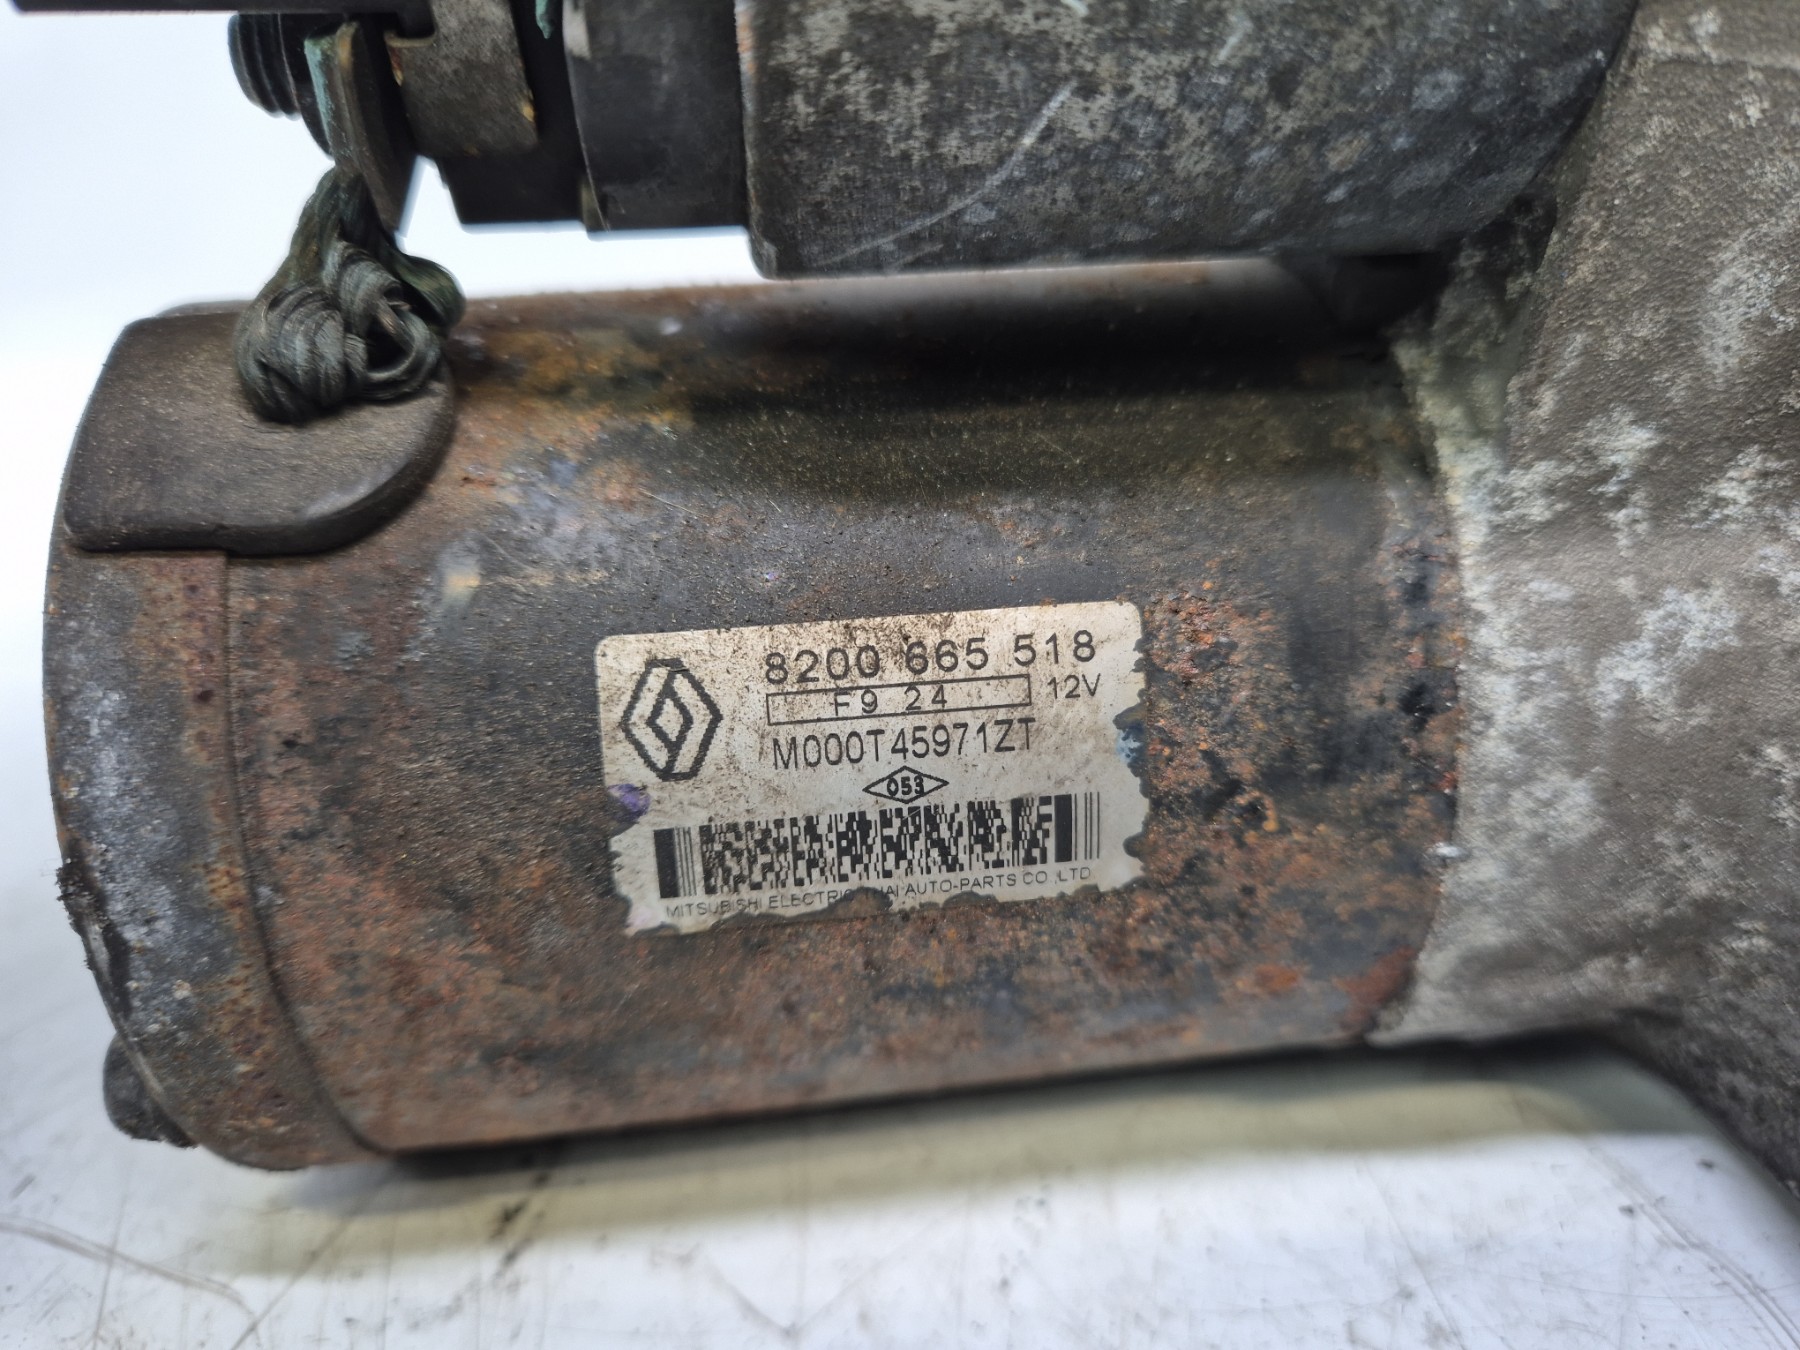 8200 665 518
F9 24 12V
M000T45971ZT
053
MITSUBISHI ELECTRIC AUTO-PARTS CO.,LTD